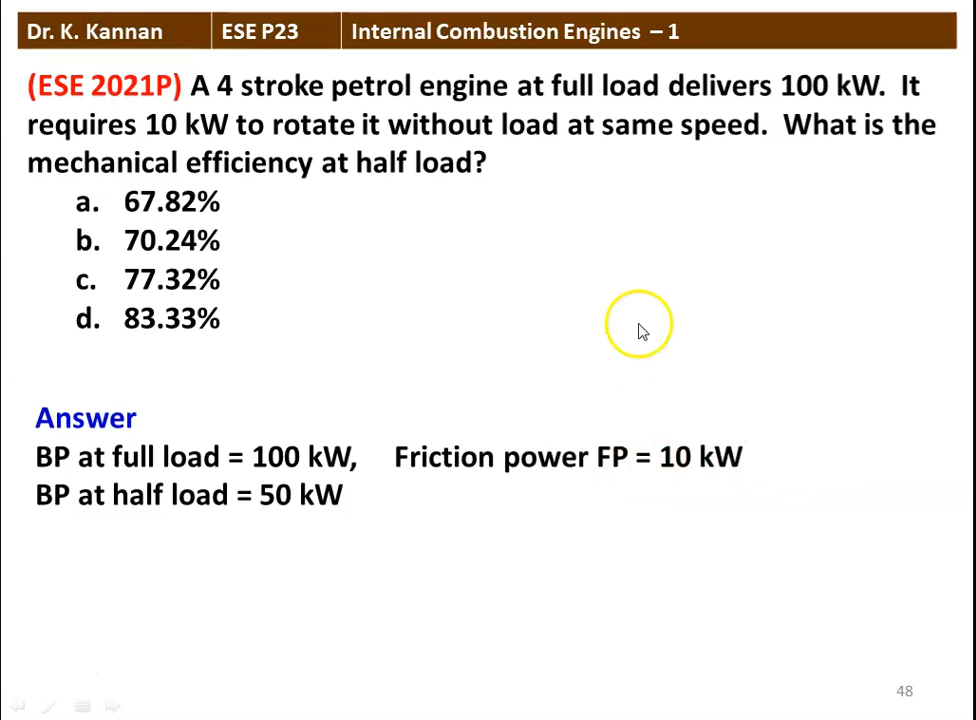 Dr. K. Kannan ESE P23 Internal Combustion Engines – 1
(ESE 2021P) A 4 stroke petrol engine at full load delivers 100 kW. It
requires 10 kW to rotate it without load at same speed. What is the
mechanical efficiency at half load?
a. 67.82%
b. 70.24%
c. 77.32%
d. 83.33%
Answer
BP at full load = 100 kW, Friction power FP = 10 kW
BP at half load = 50 kW
48